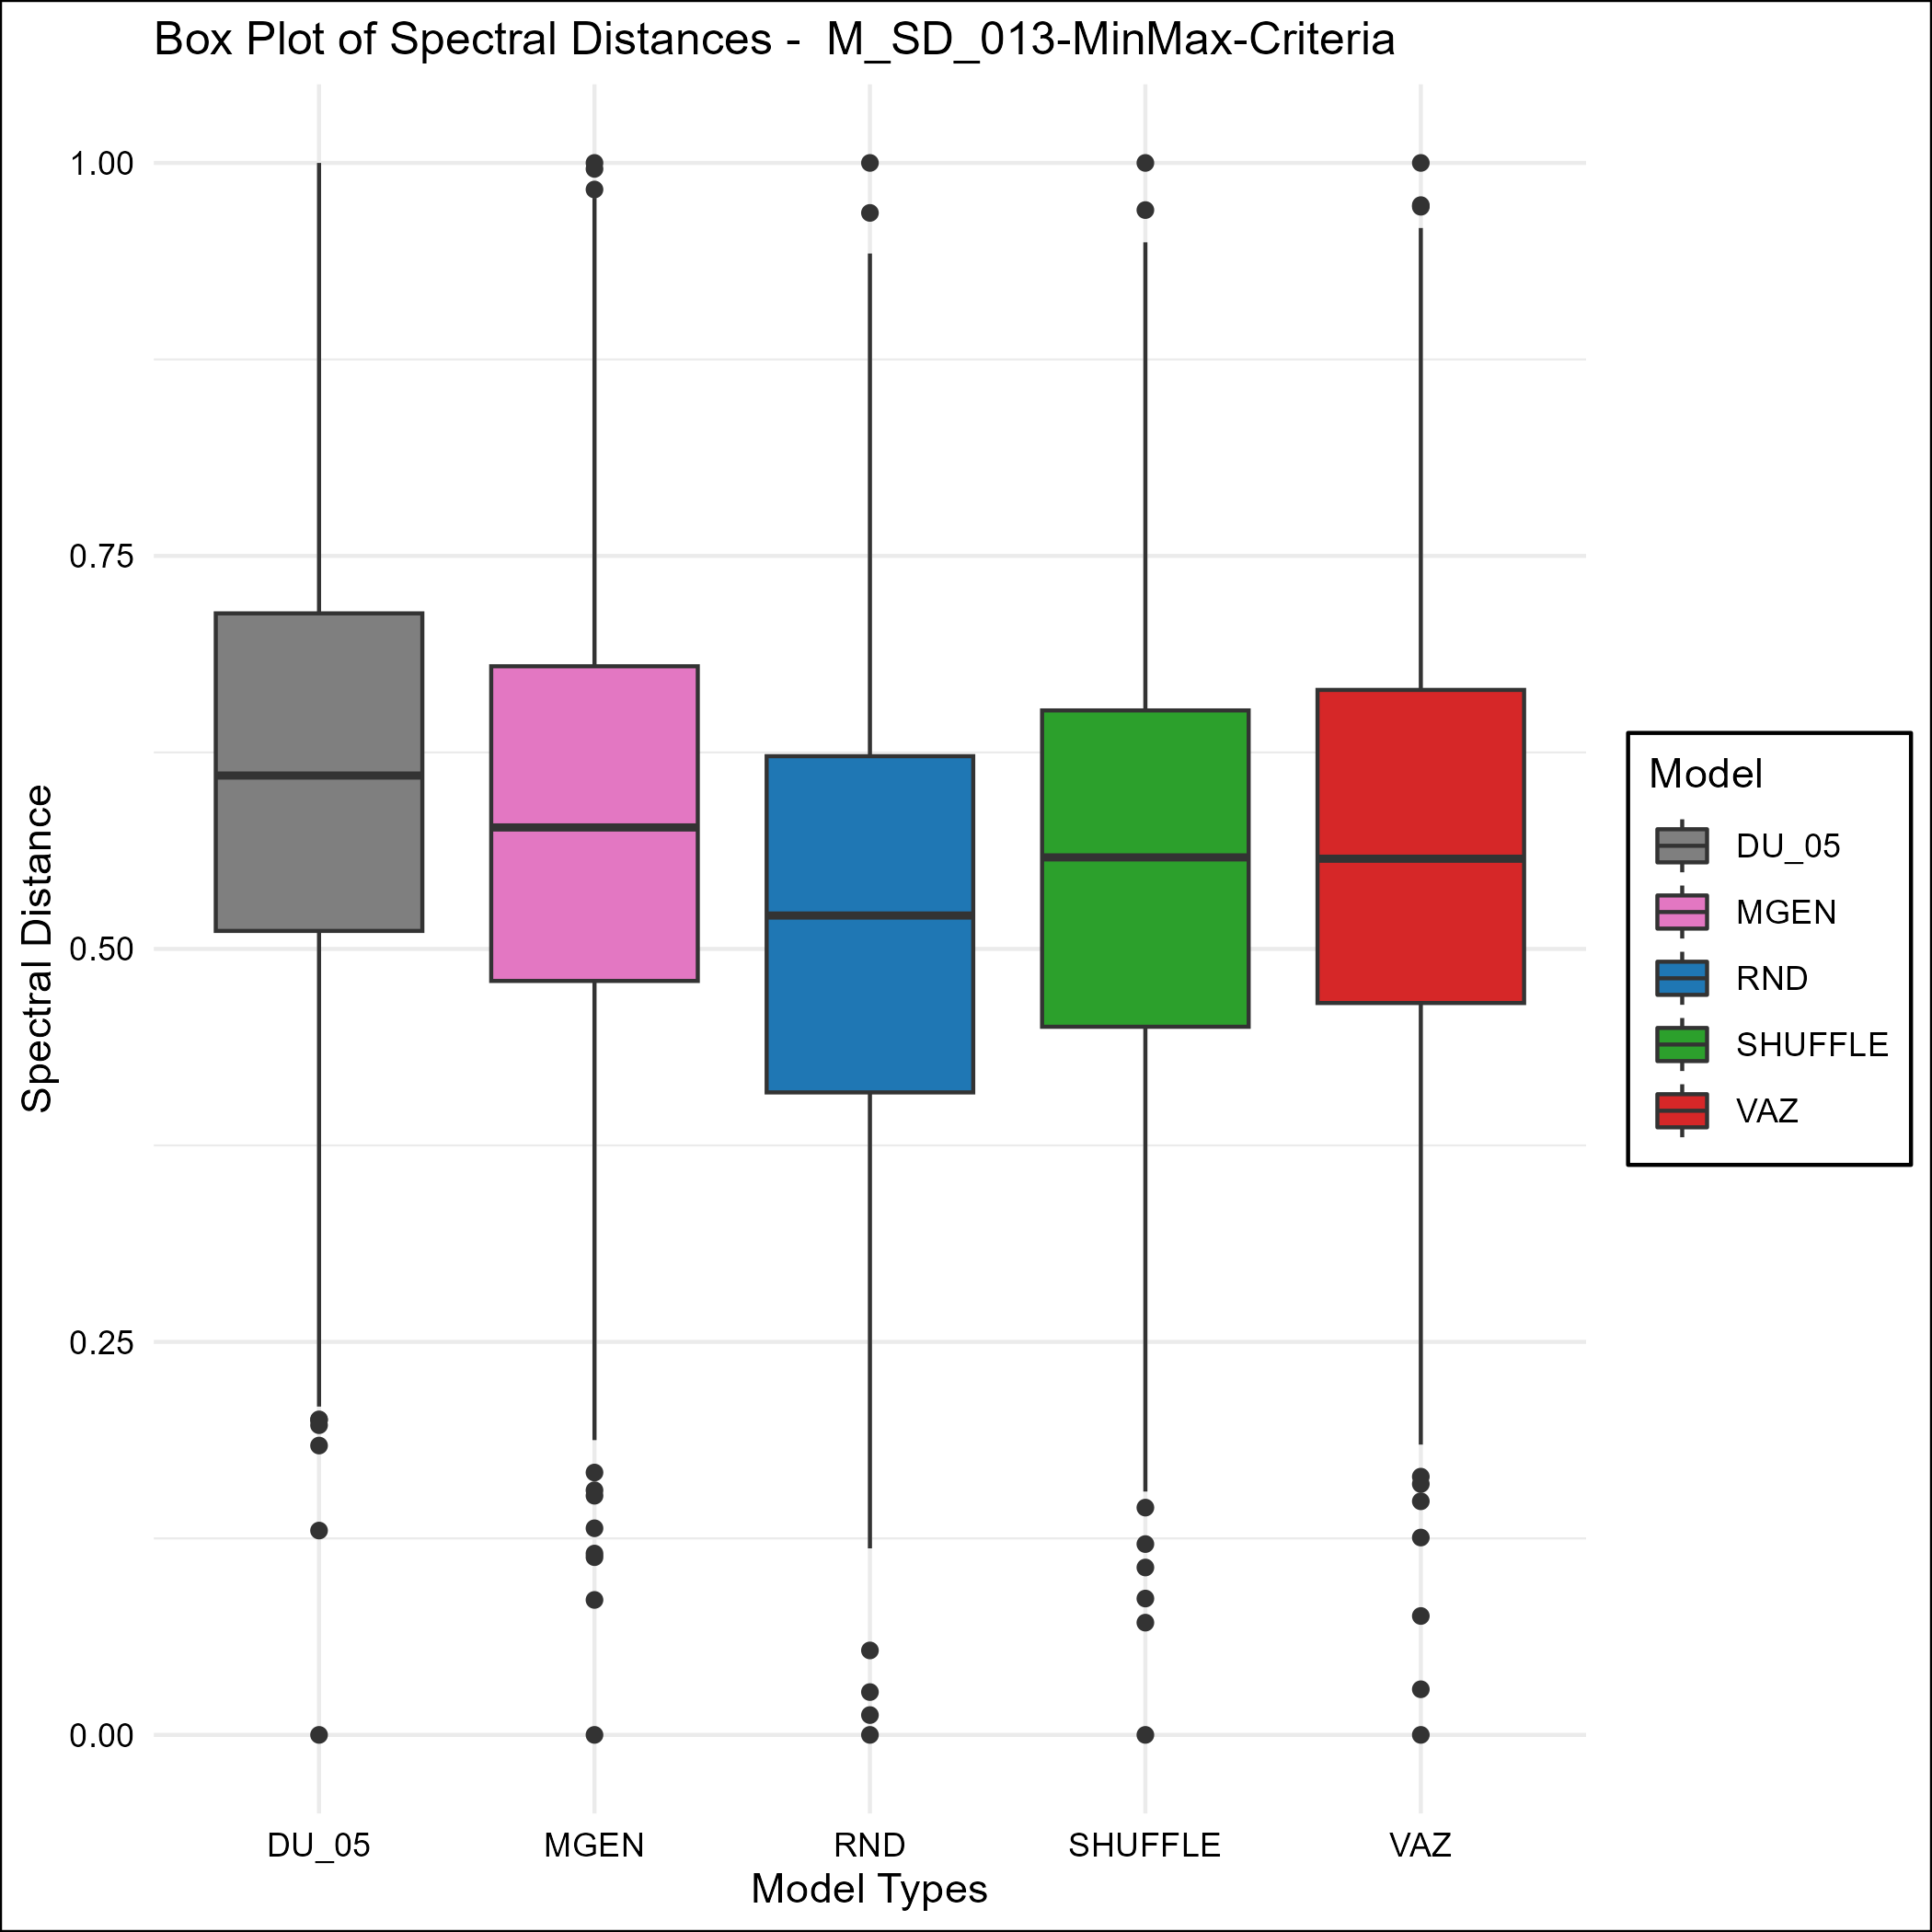 Box Plot of Spectral Distances -  M_SD_013-MinMax-Criteria
Spectral Distance
1.00
0.75
0.50
0.25
0.00
DU_05
MGEN
RND
SHUFFLE
VAZ
Model Types
Model
DU_05
MGEN
RND
SHUFFLE
VAZ